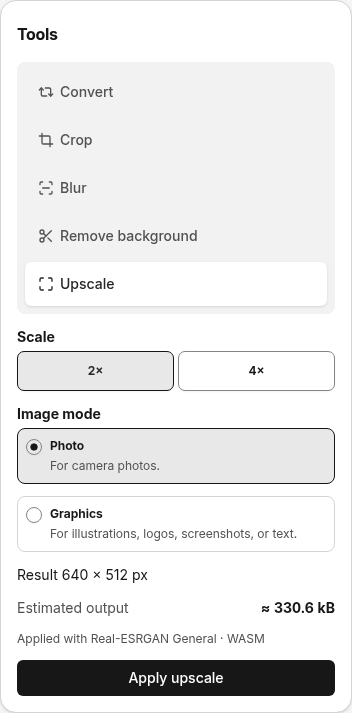 Tools
Convert
Crop
Blur
Remove background
Upscale
Scale
2×
4×
Image mode
Photo
For camera photos.
Graphics
For illustrations, logos, screenshots, or text.
Result 640 × 512 px
Estimated output ≈ 330.6 kB
Applied with Real-ESRGAN General · WASM
Apply upscale